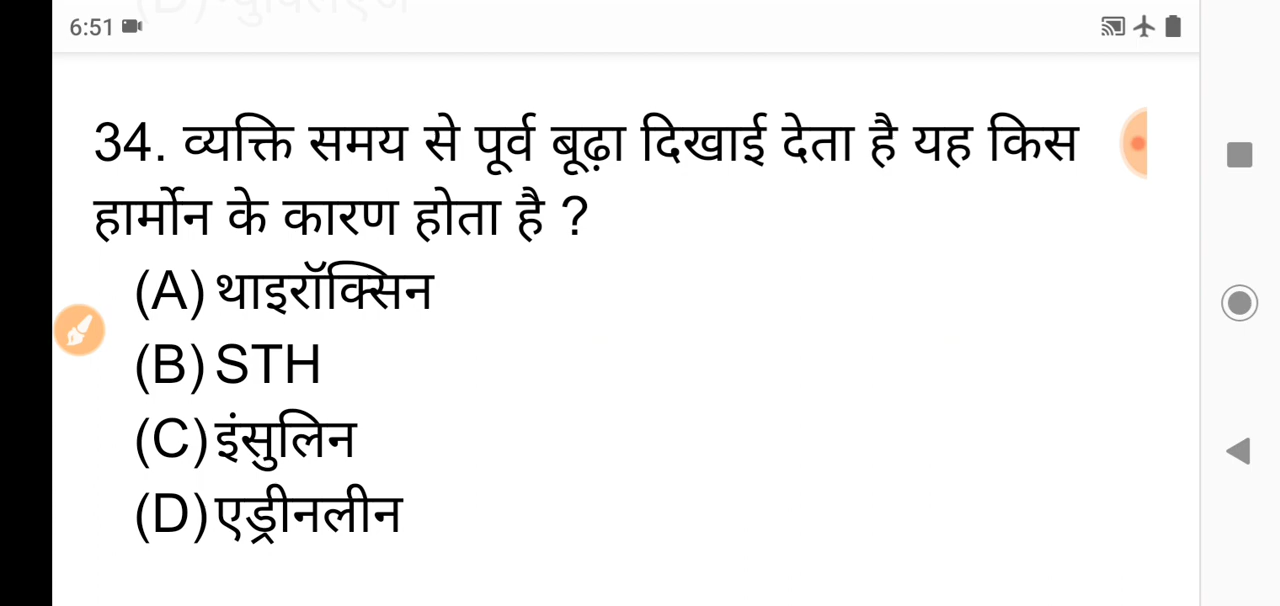 6:51
34. व्यक्ति समय से पूर्व बूढ़ा दिखाई देता है यह किस
हार्मोन के कारण होता है ?
(A) थाइरॉक्सिन
(B) STH
(C) इंसुलिन
(D) एड्रीनलीन